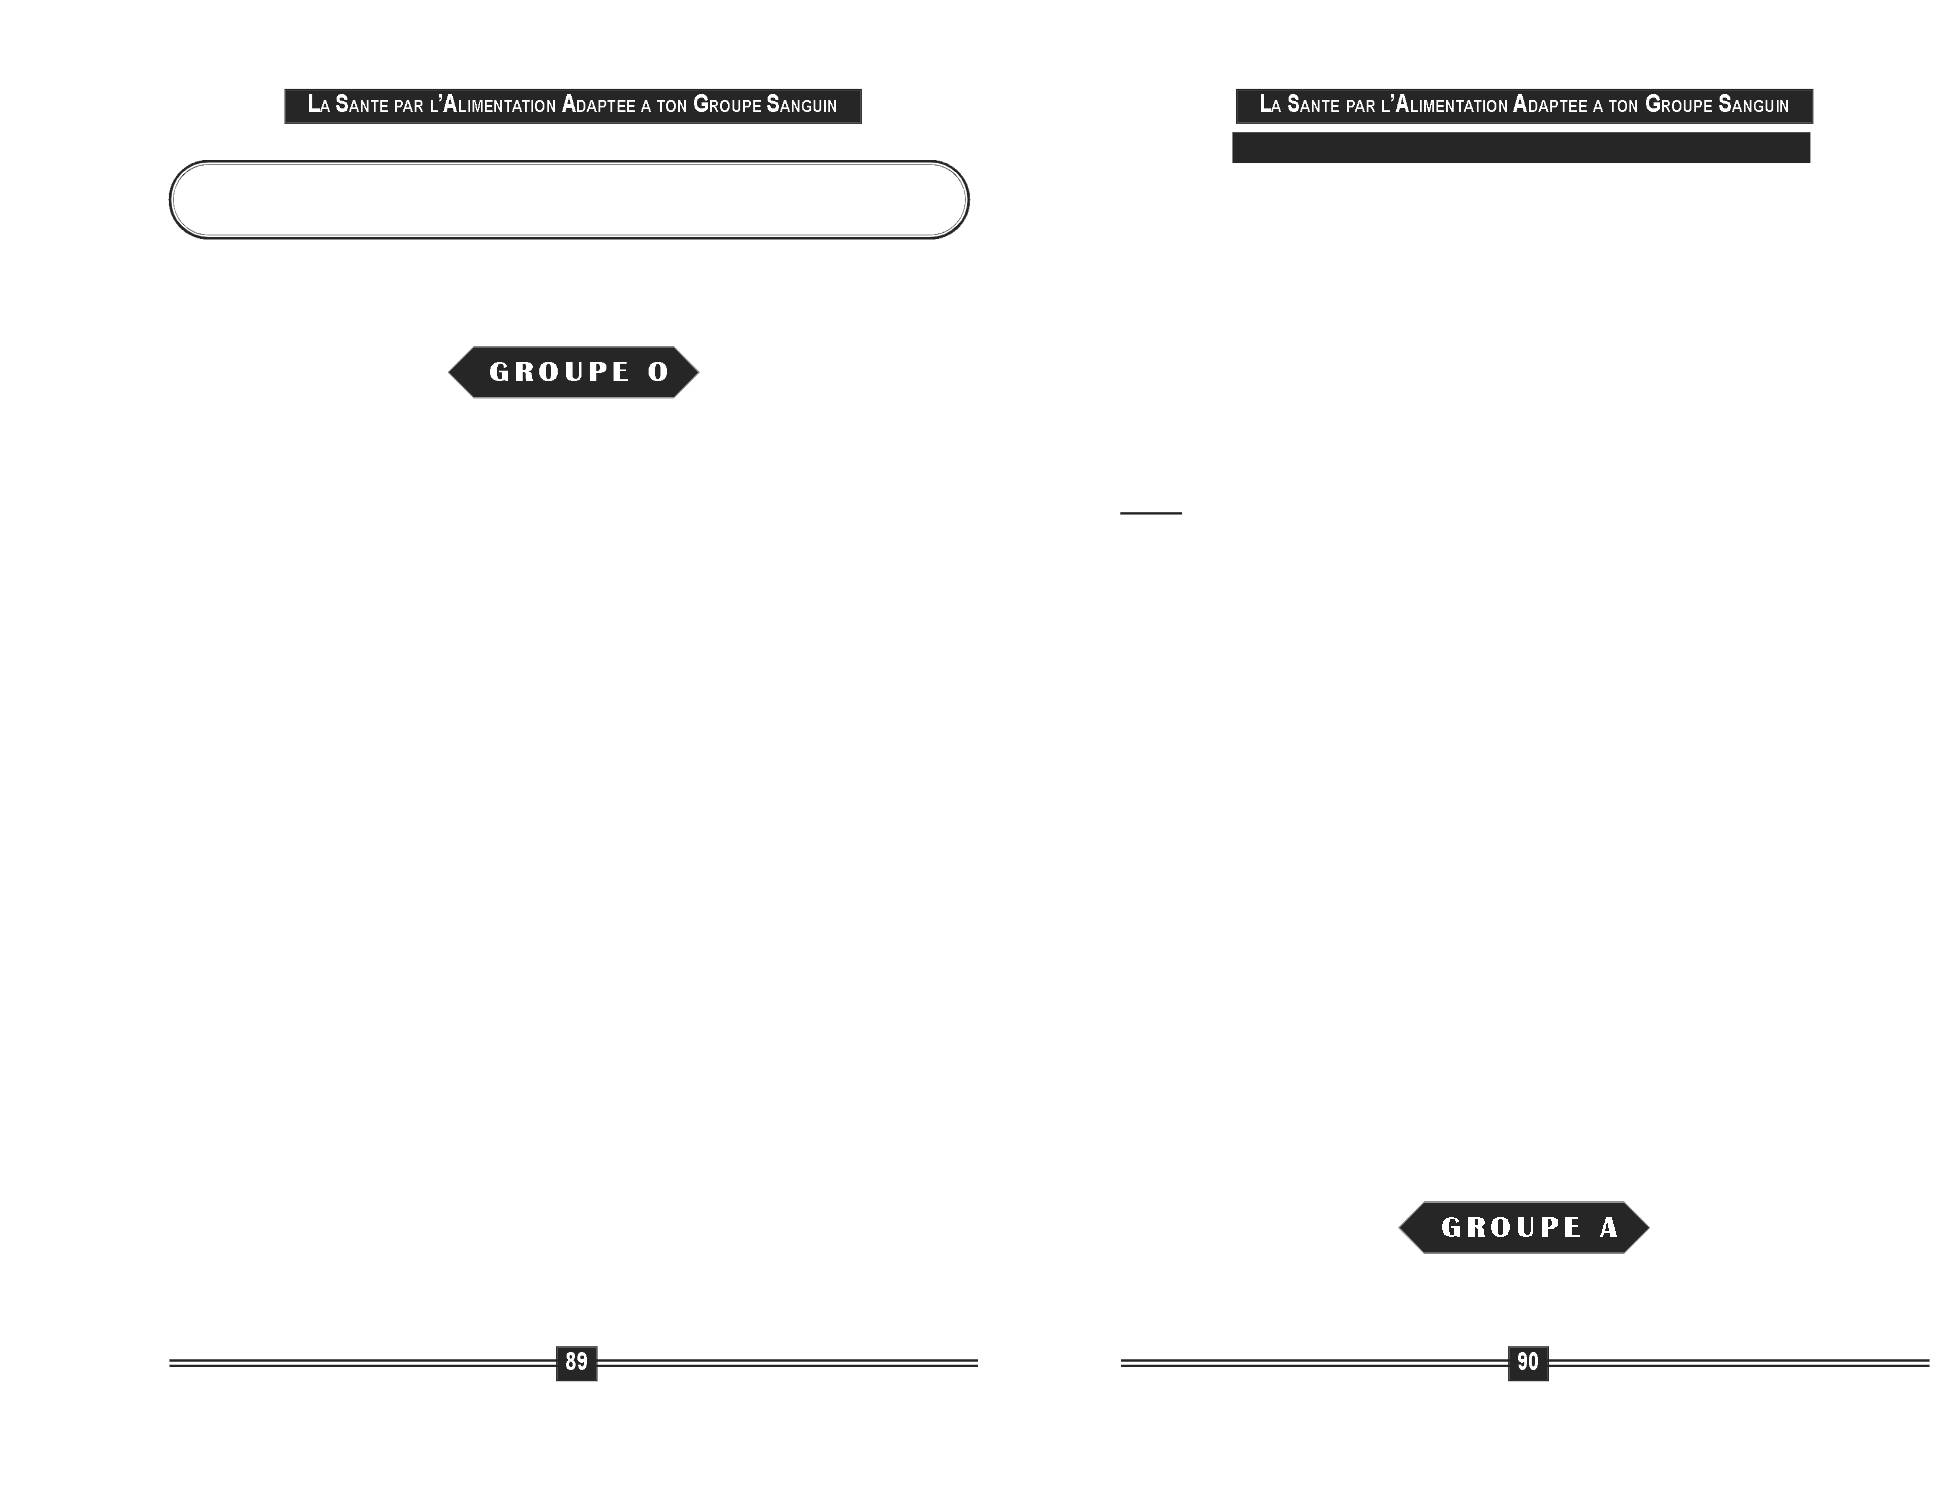 LA SANTE PAR L'ALIMENTATION ADAPTEE A TON GROUPE SANGUIN
GROUPE O
89
LA SANTE PAR L'ALIMENTATION ADAPTEE A TON GROUPE SANGUIN
GROUPE A
90